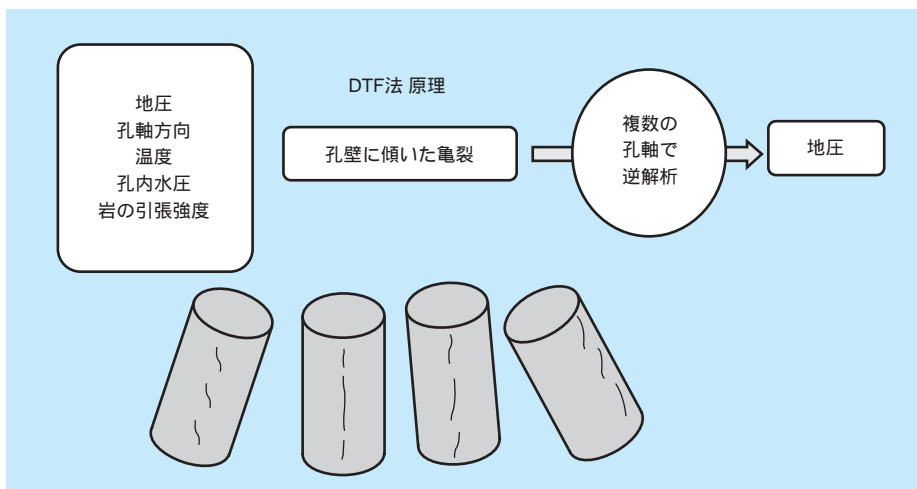 DTF法 原理
地圧
孔軸方向
温度
孔内水圧
岩の引張強度
孔壁に傾いた亀裂
複数の
孔軸で
逆解析
地圧